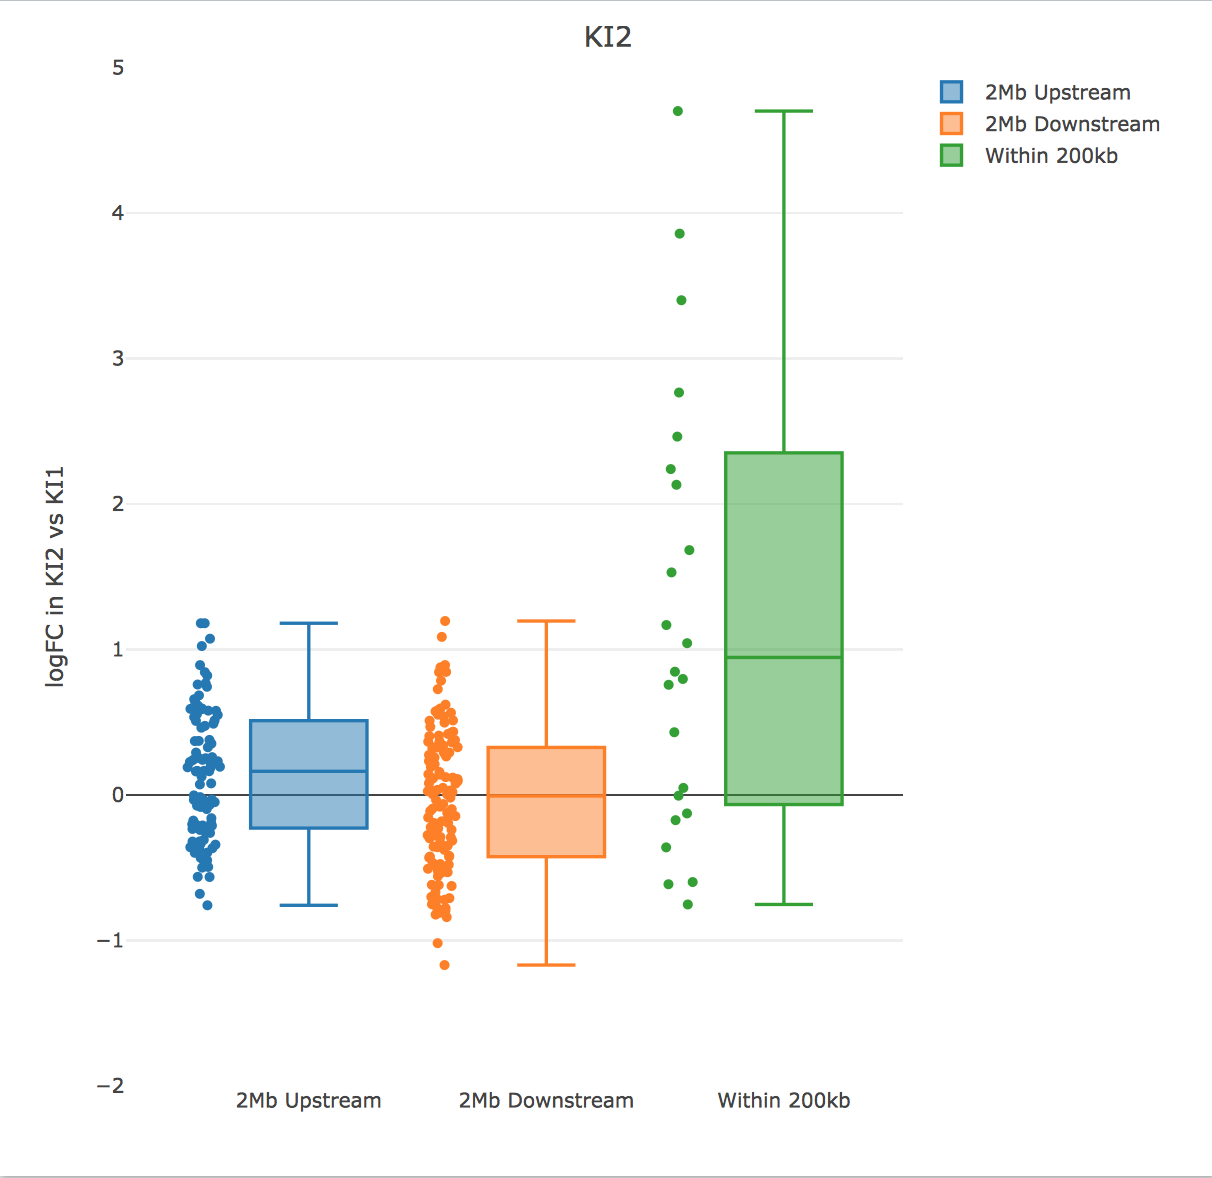 KI2
5
4
3
2
1
0
−1
−2
logFC in KI2 vs KI1
2Mb Upstream
2Mb Downstream
Within 200kb
2Mb Upstream
2Mb Downstream
Within 200kb